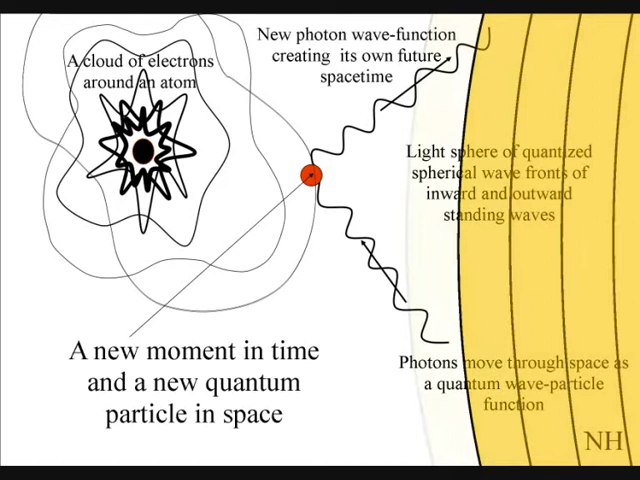 A cloud of electrons
around an atom
New photon wave-function
creating its own future
spacetime
Light sphere of quantized
spherical wave fronts of
inward and outward
standing waves
A new moment in time
and a new quantum
particle in space
Photons move through space as
a quantum wave-particle
function
NH